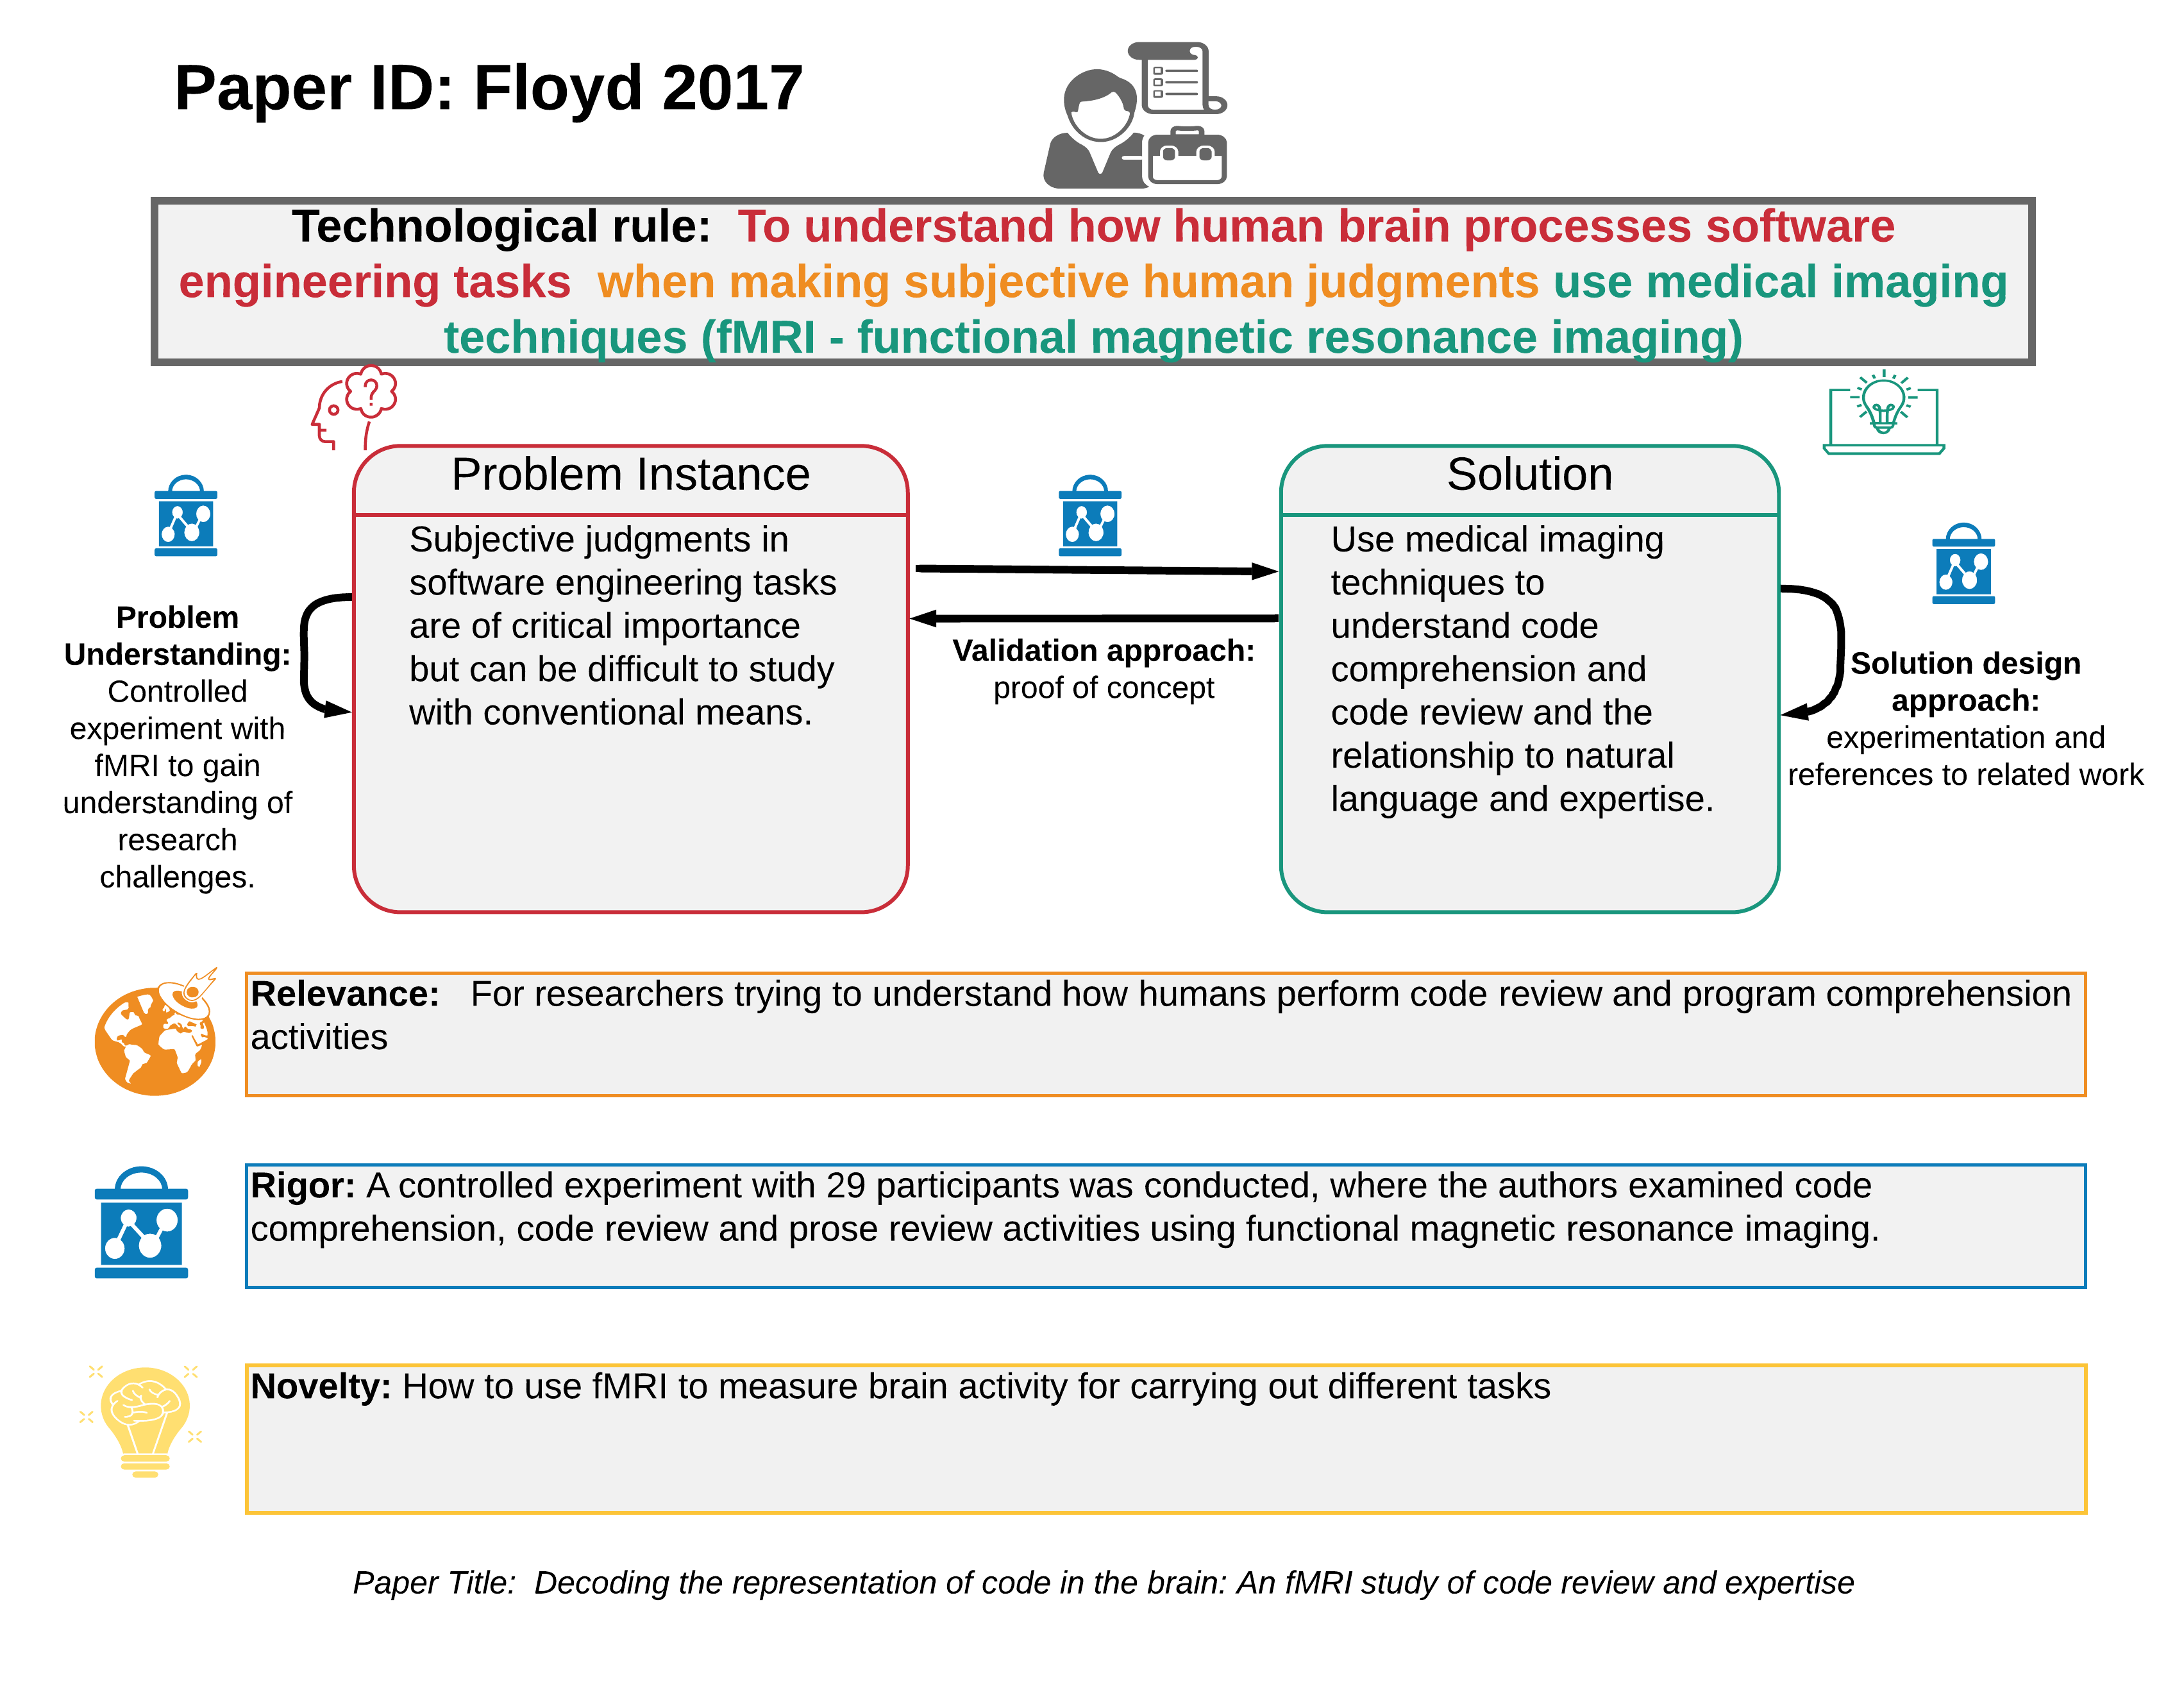 Paper ID: Floyd 2017
Technological rule: To understand how human brain processes software
engineering tasks when making subjective human judgments use medical imaging
techniques (fMRI - functional magnetic resonance imaging)
?
Problem Instance
Subjective judgments in
software engineering tasks
are of critical importance
but can be difficult to study
with conventional means.
Problem
Understanding:
Controlled
experiment with
fMRI to gain
understanding of
research
challenges.
Validation approach:
proof of concept
Solution
Use medical imaging
techniques to
understand code
comprehension and
code review and the
relationship to natural
language and expertise.
Solution design
approach:
experimentation and
references to related work
Relevance: For researchers trying to understand how humans perform code review and program comprehension
activities
Rigor: A controlled experiment with 29 participants was conducted, where the authors examined code
comprehension, code review and prose review activities using functional magnetic resonance imaging.
Novelty: How to use fMRI to measure brain activity for carrying out different tasks
Paper Title: Decoding the representation of code in the brain: An fMRI study of code review and expertise